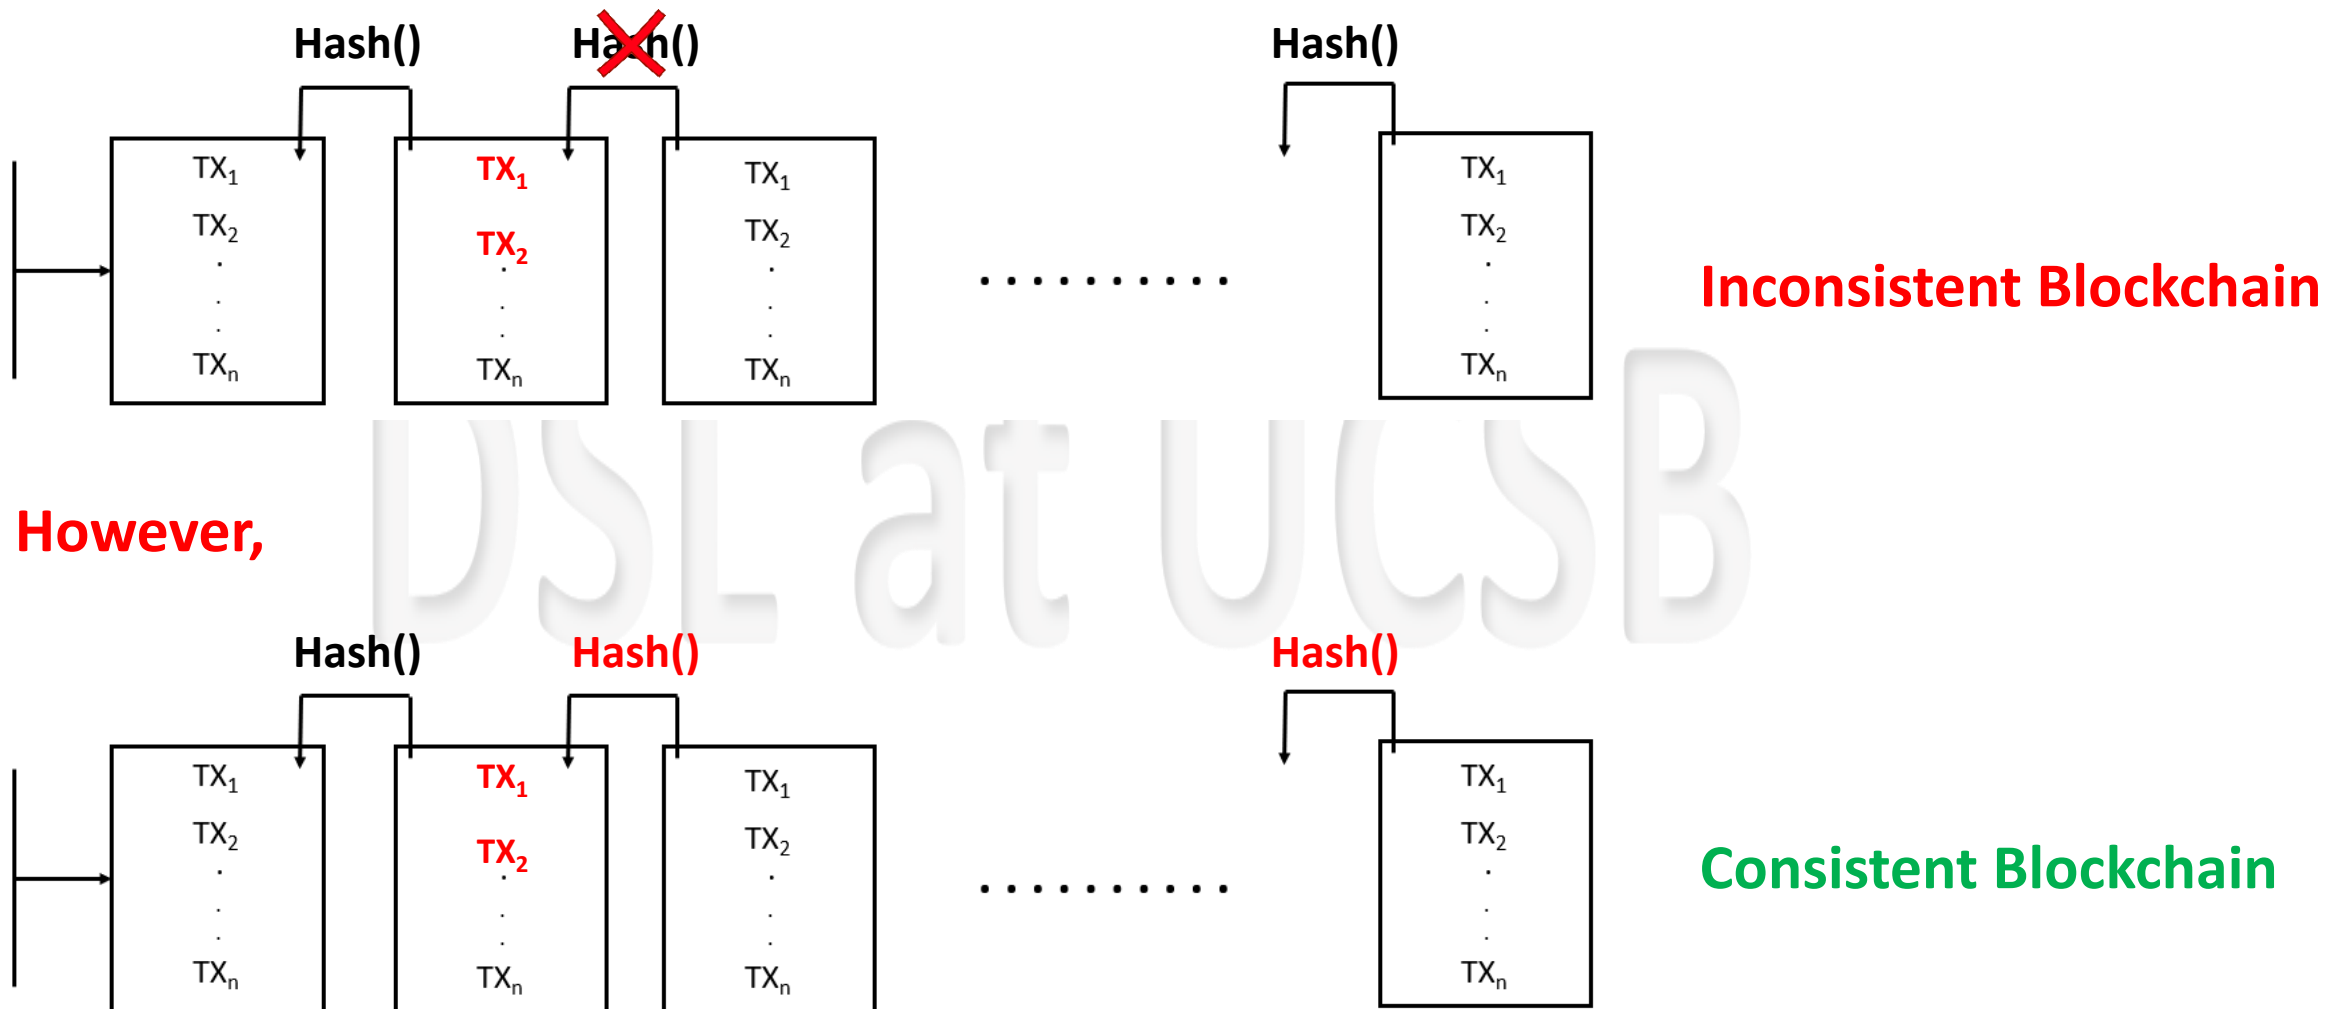 Hash() Hash() Hash()
TX₁ TX₁ TX₁ TX₁
TX₂ TX₂ TX₂ TX₂
TXₙ TXₙ TXₙ TXₙ
Inconsistent Blockchain
DSL at UCSB
However,
Hash() Hash() Hash()
TX₁ TX₁ TX₁ TX₁
TX₂ TX₂ TX₂ TX₂
TXₙ TXₙ TXₙ TXₙ
Consistent Blockchain